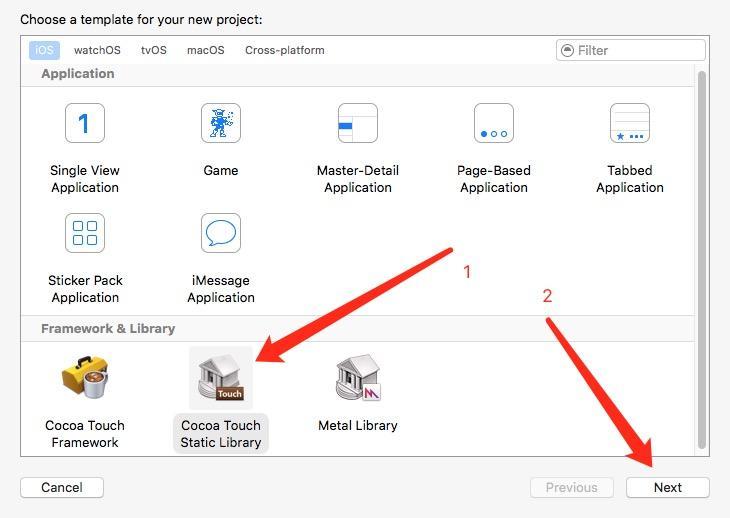 Choose a template for your new project:
iOS watchOS tvOS macOS Cross-platform Filter
Application
1
Single View Application
Game
Master-Detail Application
Page-Based Application
Tabbed Application
Sticker Pack Application
iMessage Application
1
2
Framework & Library
Touch
Cocoa Touch Framework
Cocoa Touch Static Library
Metal Library
Cancel Previous Next